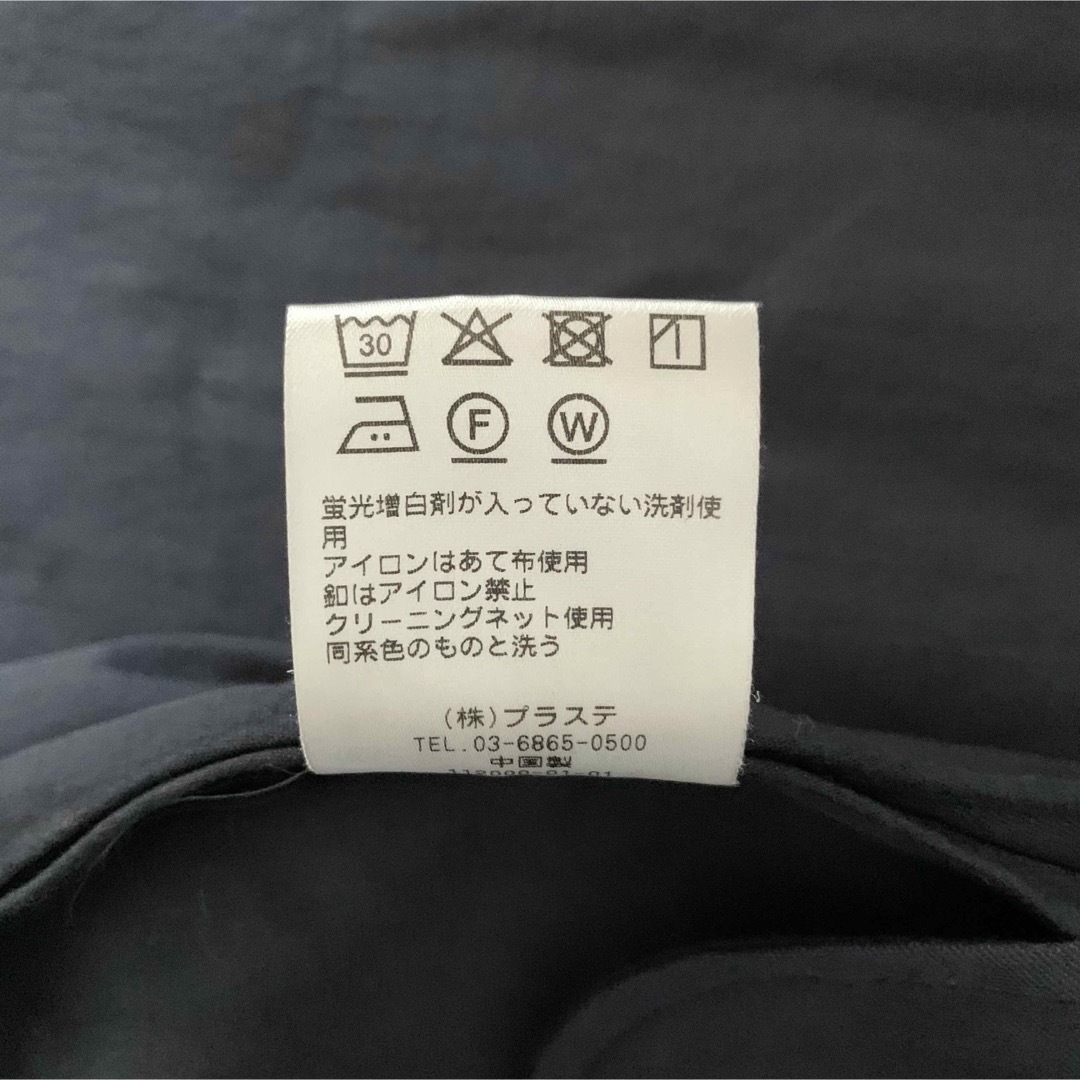 30
F W
蛍光増白剤が入っていない洗剤使
用
アイロンはあて布使用
釦はアイロン禁止
クリーニングネット使用
同系色のものと洗う
(株)プラステ
TEL.03-6865-0500
中国製